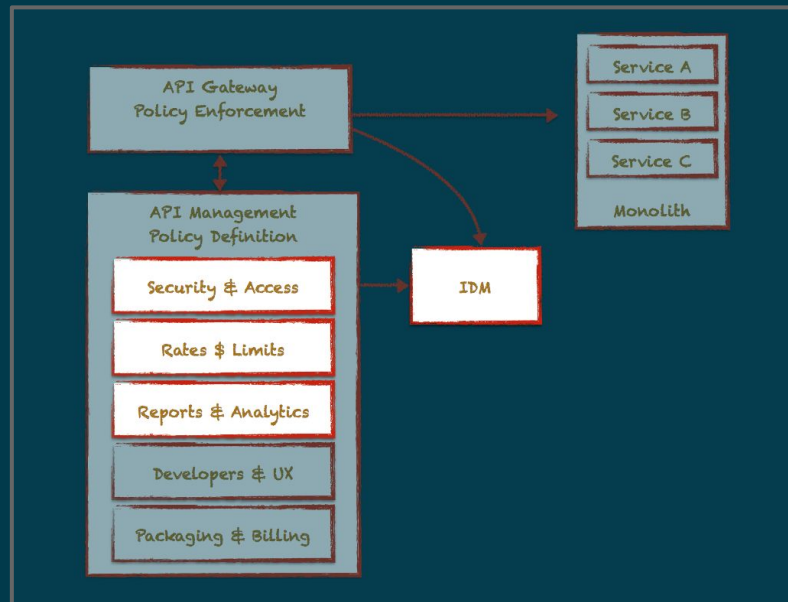 API Gateway
Policy Enforcement
Service A
Service B
Service C
Monolith
API Management
Policy Definition
Security & Access
Rates $ Limits
Reports & Analytics
Developers & UX
Packaging & Billing
IDM